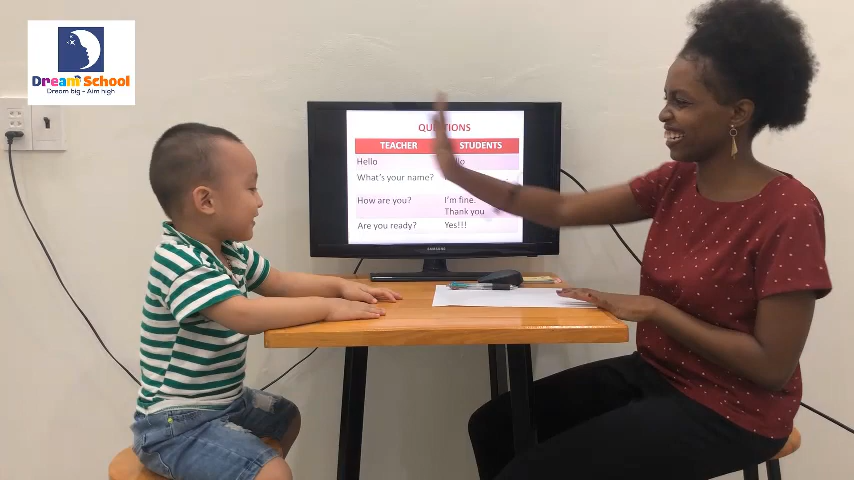 Dream School
Dream big - Aim high
QUESTIONS
TEACHER STUDENTS
Hello
What's your name?
How are you? I'm fine.
Thank you
Are you ready? Yes!!!
SAMSUNG